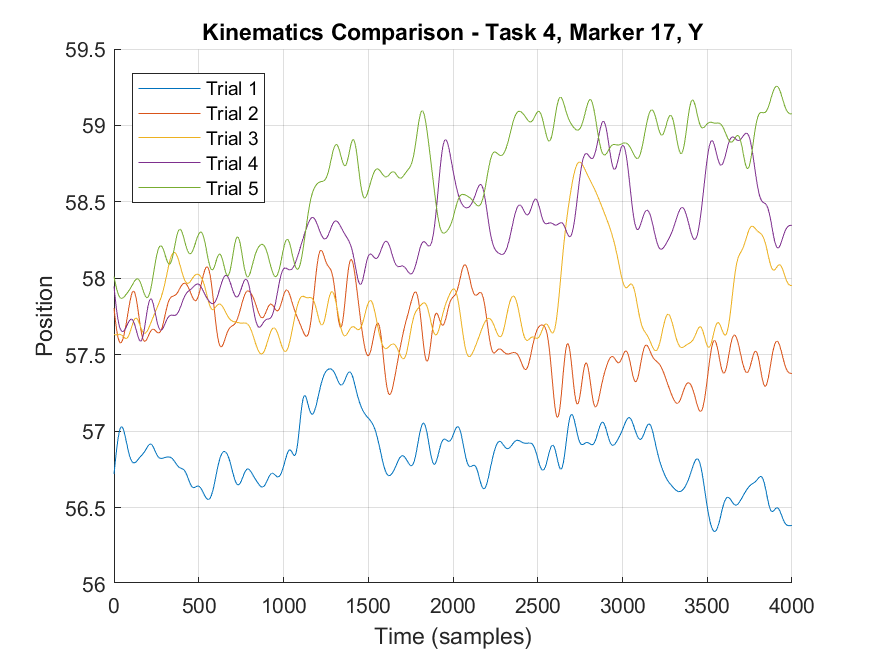 Kinematics Comparison - Task 4, Marker 17, Y
59.5
59
58.5
58
57.5
57
56.5
56
Position
Trial 1
Trial 2
Trial 3
Trial 4
Trial 5
0 500 1000 1500 2000 2500 3000 3500 4000
Time (samples)